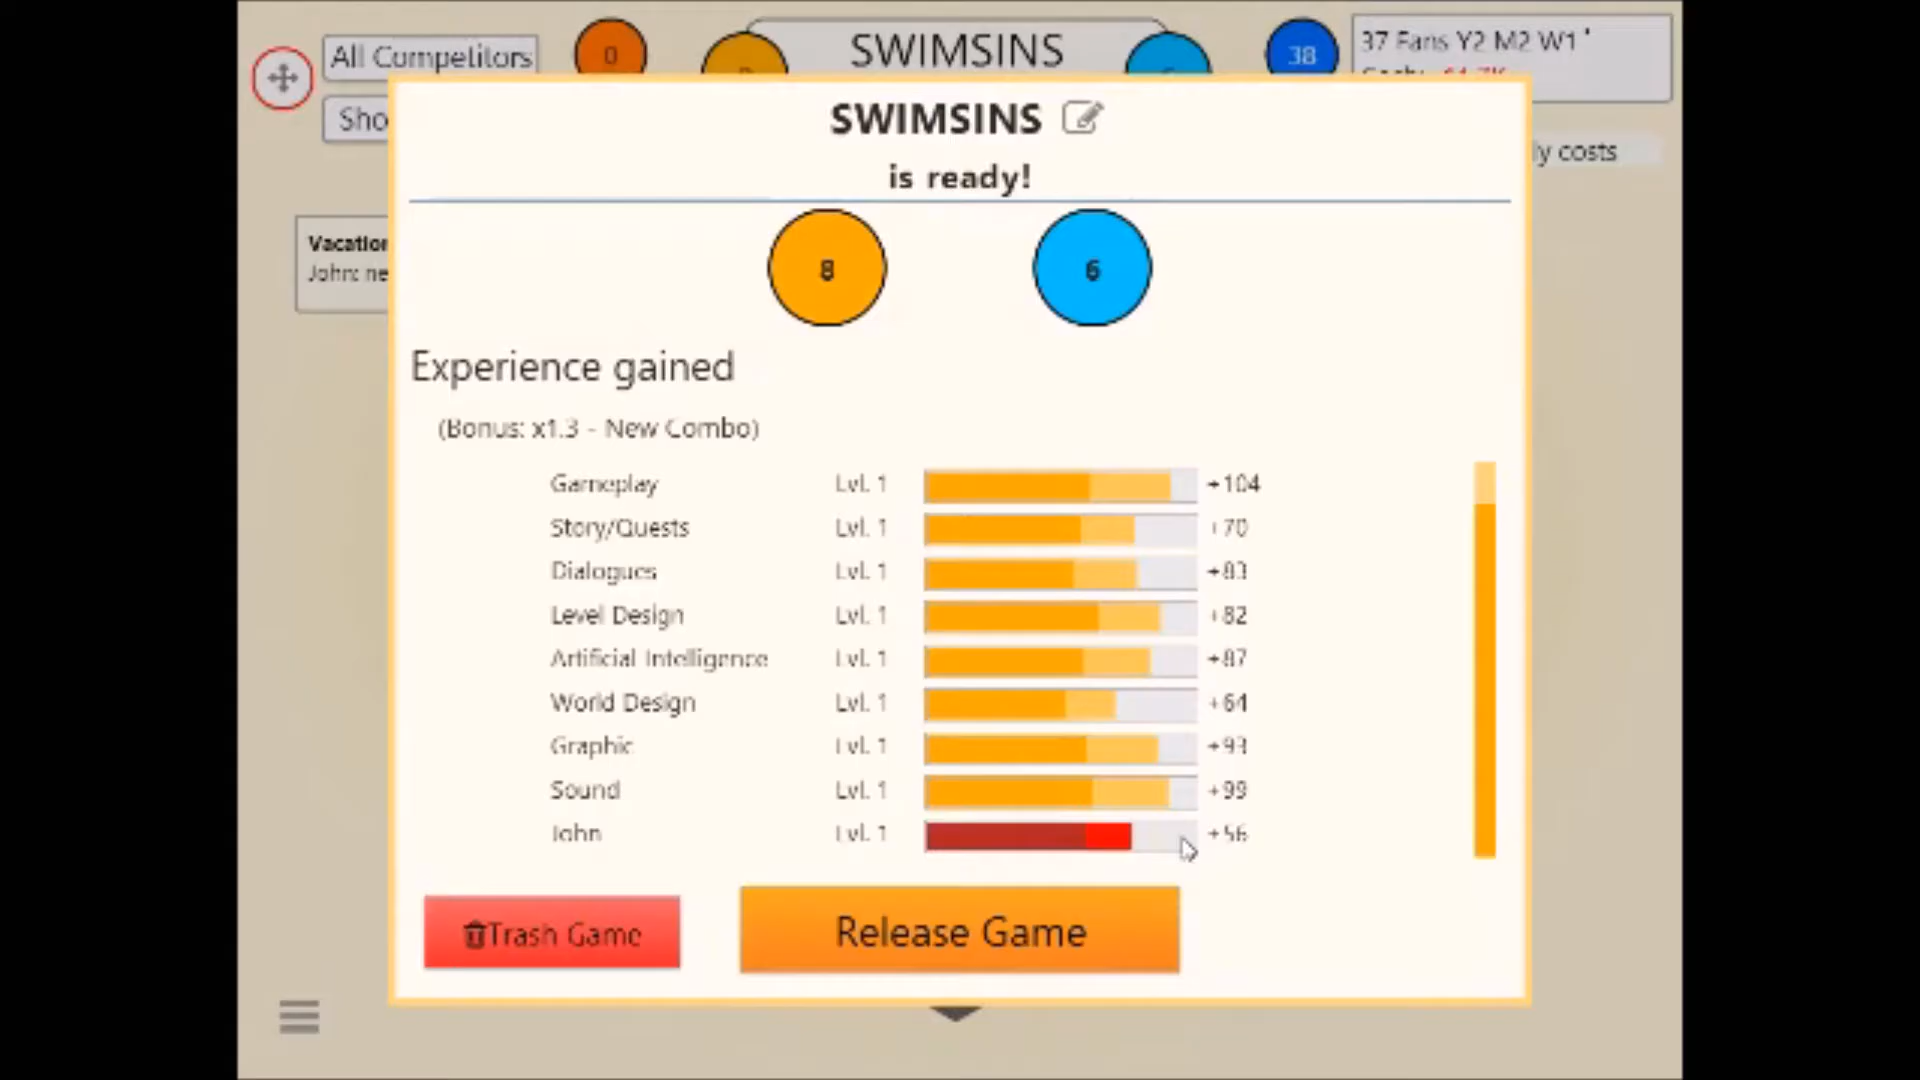 All Competitors
0
SWIMSINS
38
37 Fans Y2 M2 W1
Sho
ly costs
SWIMSINS
is ready!
Vacation
John: ne
8
6
Experience gained
(Bonus: x1.3 - New Combo)
Gameplay Lvl. 1 +104
Story/Quests Lvl. 1 +70
Dialogues Lvl. 1 +83
Level Design Lvl. 1 +82
Artificial Intelligence Lvl. 1 +87
World Design Lvl. 1 +64
Graphic Lvl. 1 +93
Sound Lvl. 1 +99
John Lvl. 1 +56
Trash Game
Release Game